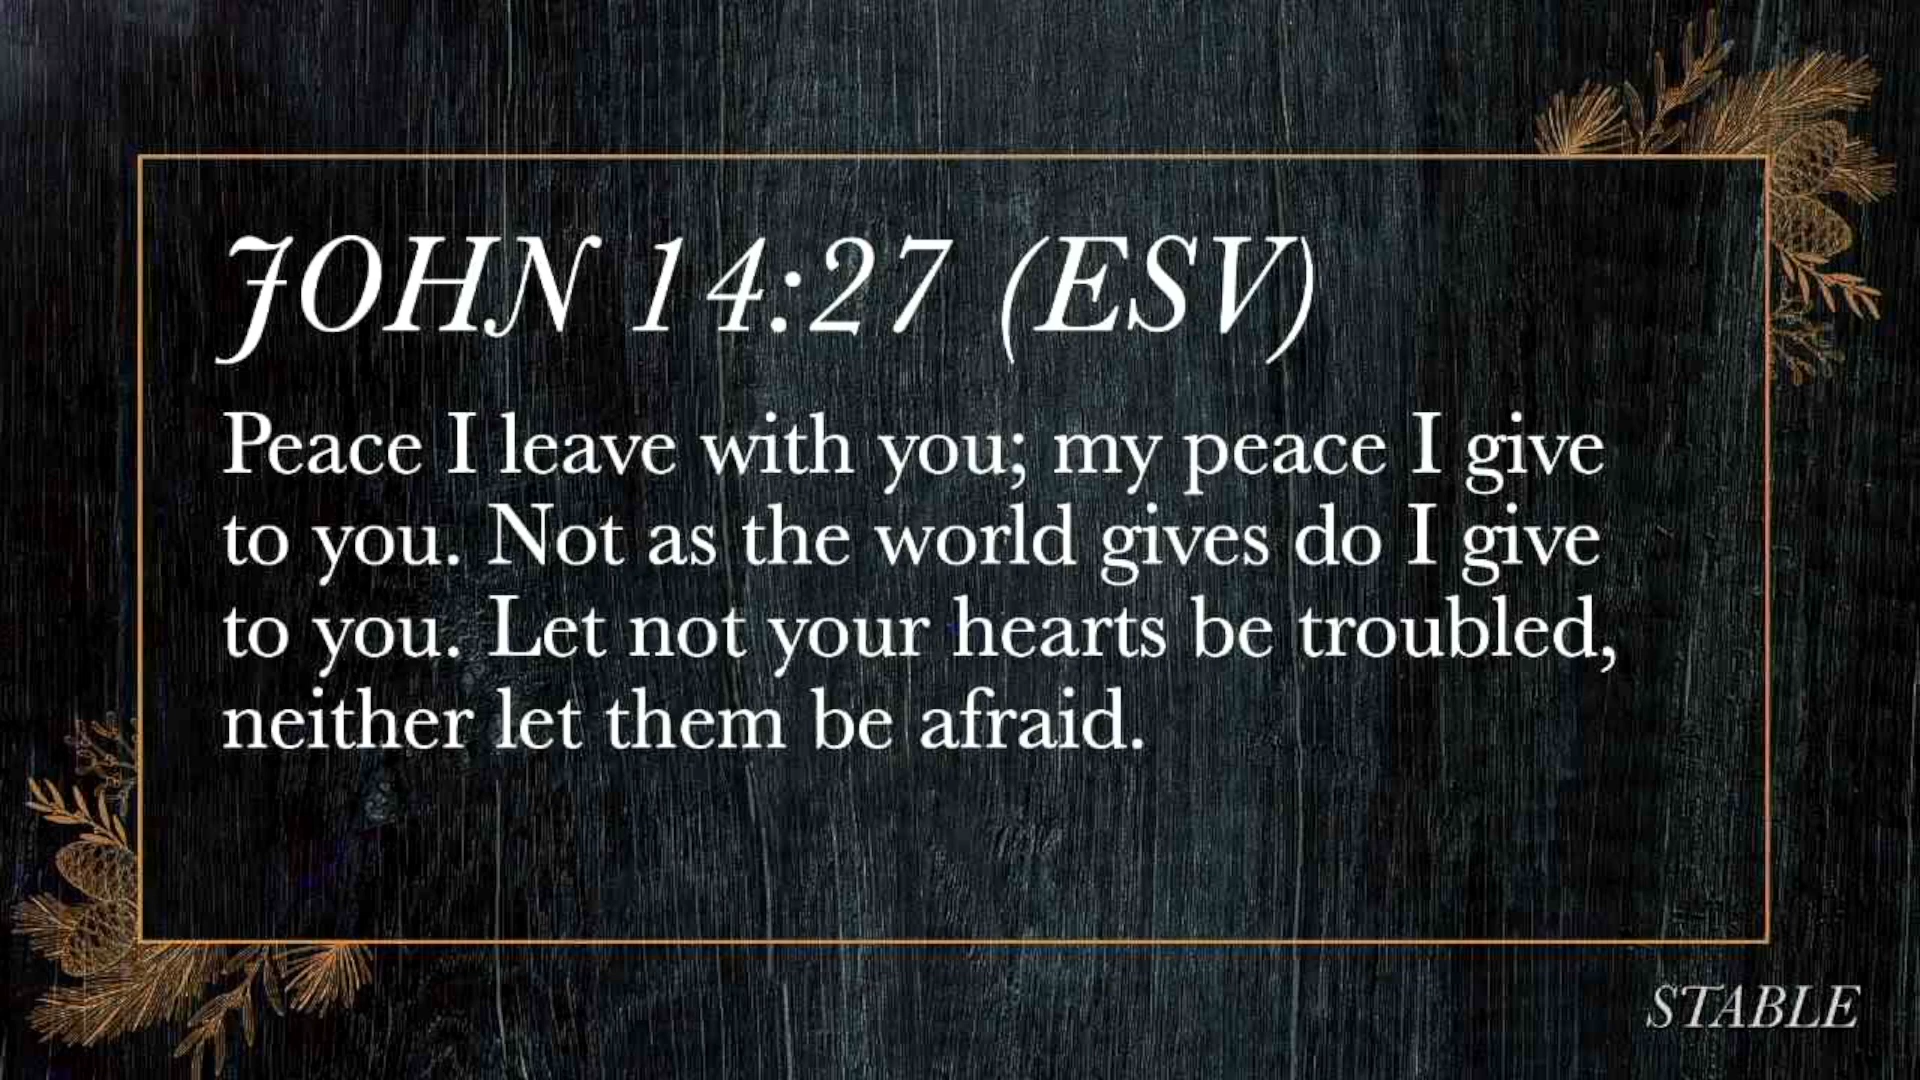 JOHN 14:27 (ESV)
Peace I leave with you; my peace I give
to you. Not as the world gives do I give
to you. Let not your hearts be troubled,
neither let them be afraid.
STABLE